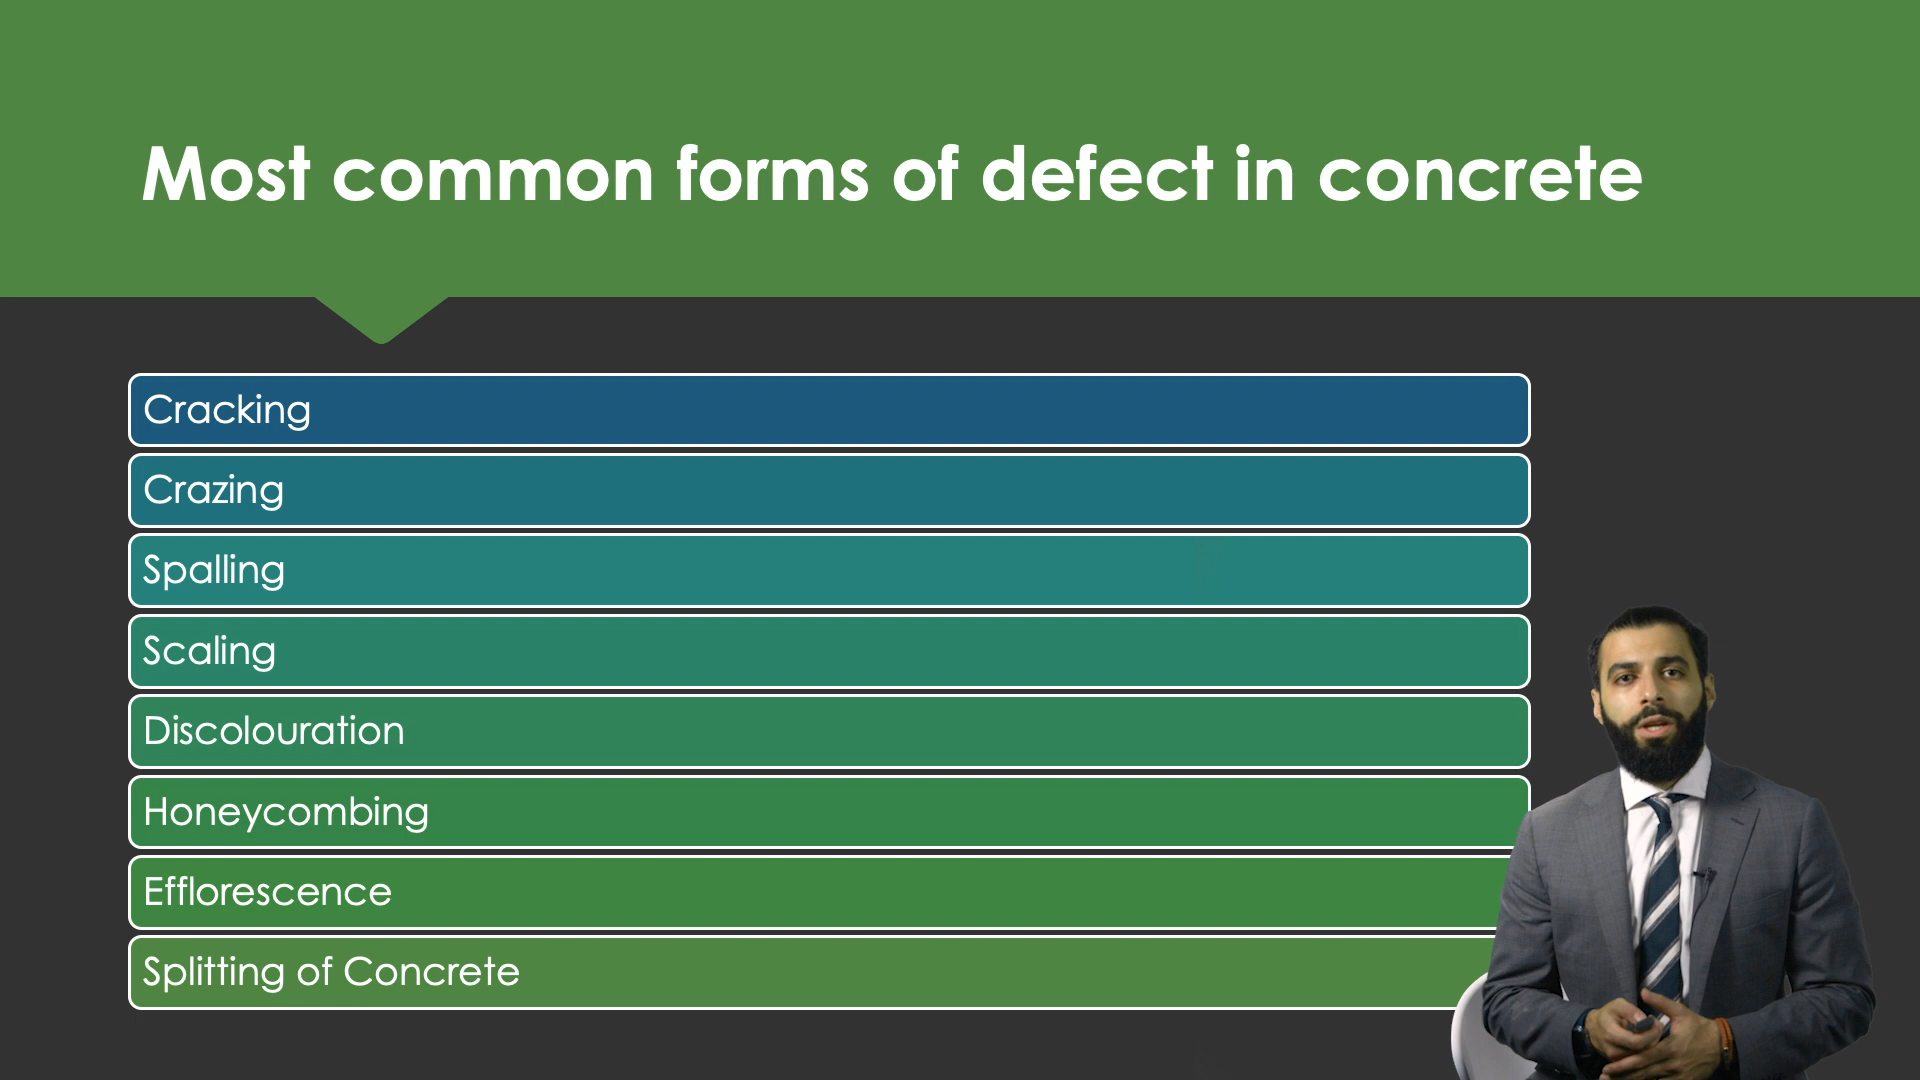 Most common forms of defect in concrete
Cracking
Crazing
Spalling
Scaling
Discolouration
Honeycombing
Efflorescence
Splitting of Concrete